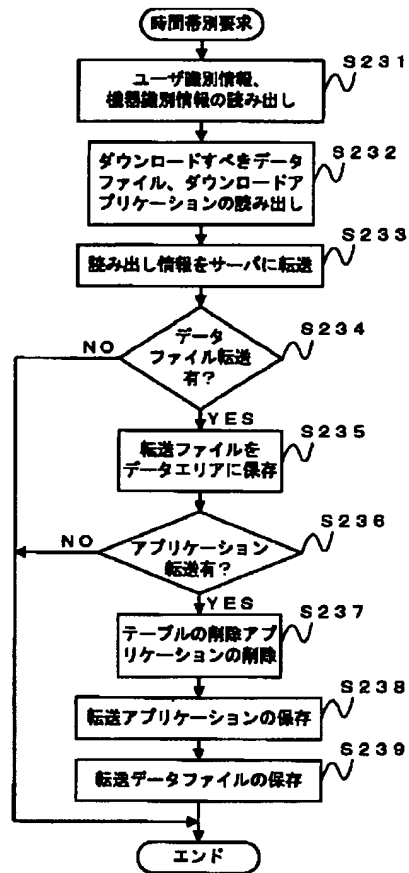 時間帯別要求
S231
ユーザ識別情報、
機器識別情報の読み出し
S232
ダウンロードすべきデータ
ファイル、ダウンロードア
プリケーションの読み出し
S233
読み出し情報をサーバに転送
S234
データ
ファイル転送
有?
NO
YES
S235
転送ファイルを
データエリアに保存
S236
アプリケーション
転送有?
NO
YES
S237
テーブルの削除アプ
リケーションの削除
S238
転送アプリケーションの保存
S239
転送データファイルの保存
エンド